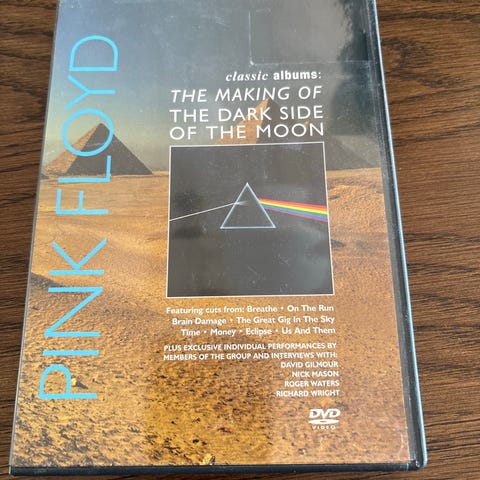 PINK FLOYD
classic albums:
THE MAKING OF
THE DARK SIDE
OF THE MOON
Featuring cuts from: Breathe • On The Run
Brain Damage • The Great Gig In The Sky
Time • Money • Eclipse • Us And Them
PLUS EXCLUSIVE INDIVIDUAL PERFORMANCES BY
MEMBERS OF THE GROUP AND INTERVIEWS WITH:
DAVID GILMOUR
NICK MASON
ROGER WATERS
RICHARD WRIGHT
DVD
VIDEO